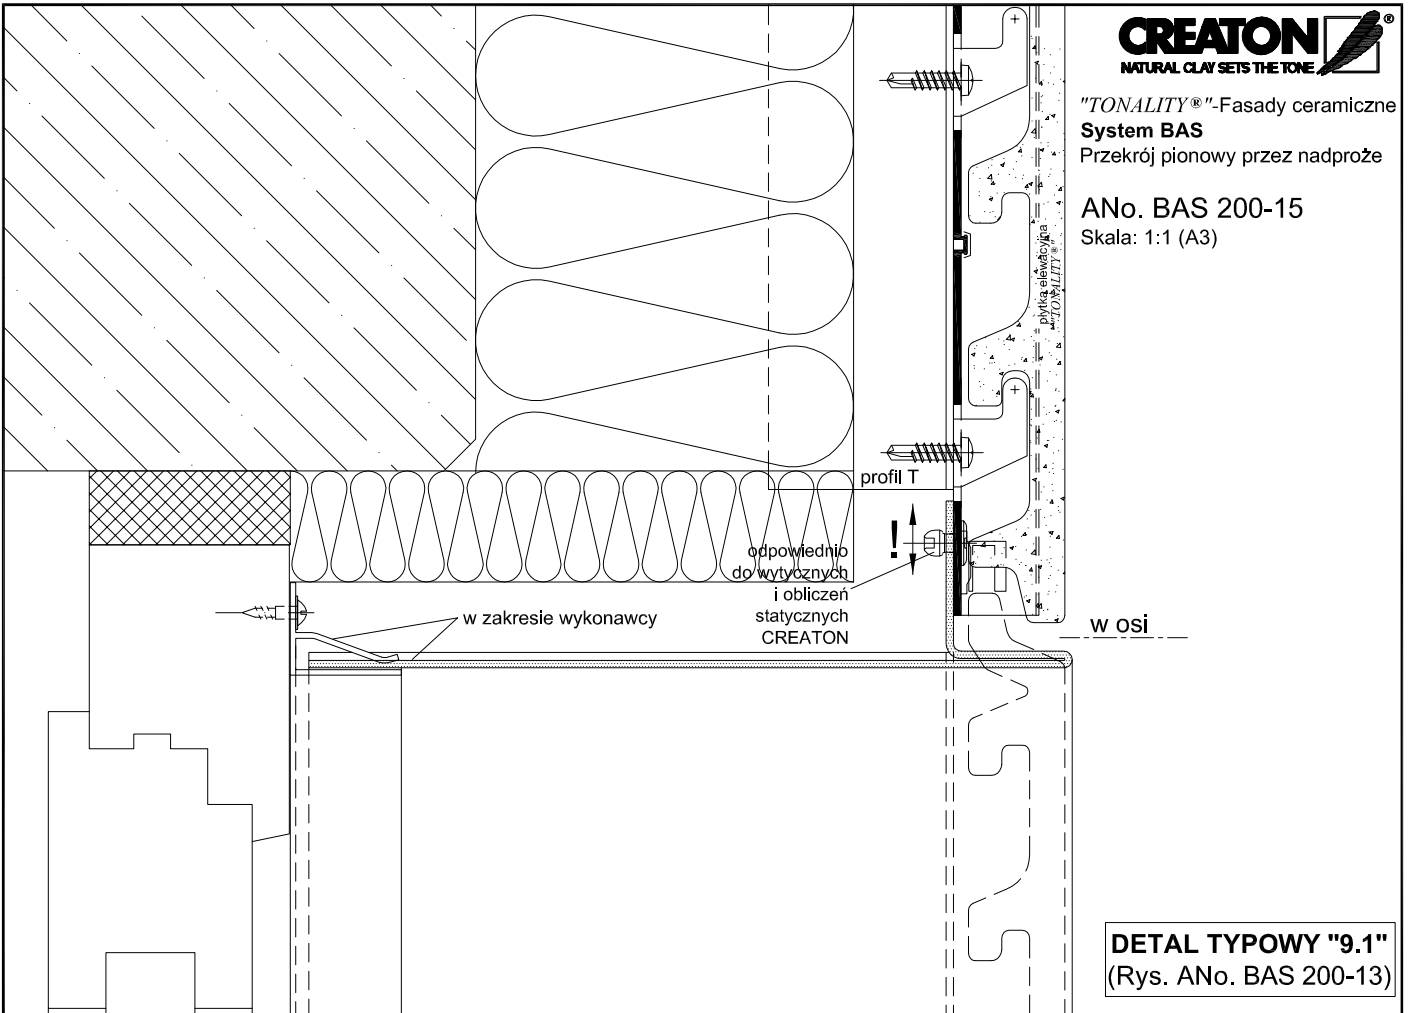 CREATON®
NATURAL CLAY SETS THE TONE
"TONALITY®"-Fasady ceramiczne
System BAS
Przekrój pionowy przez nadproże
ANo. BAS 200-15
Skala: 1:1 (A3)
płytka elewacyjna
"TONALITY®"
profil T
!
odpowiednio
do wytycznych
i obliczeń
statycznych
CREATON
w zakresie wykonawcy
w osi
DETAL TYPOWY "9.1"
(Rys. ANo. BAS 200-13)